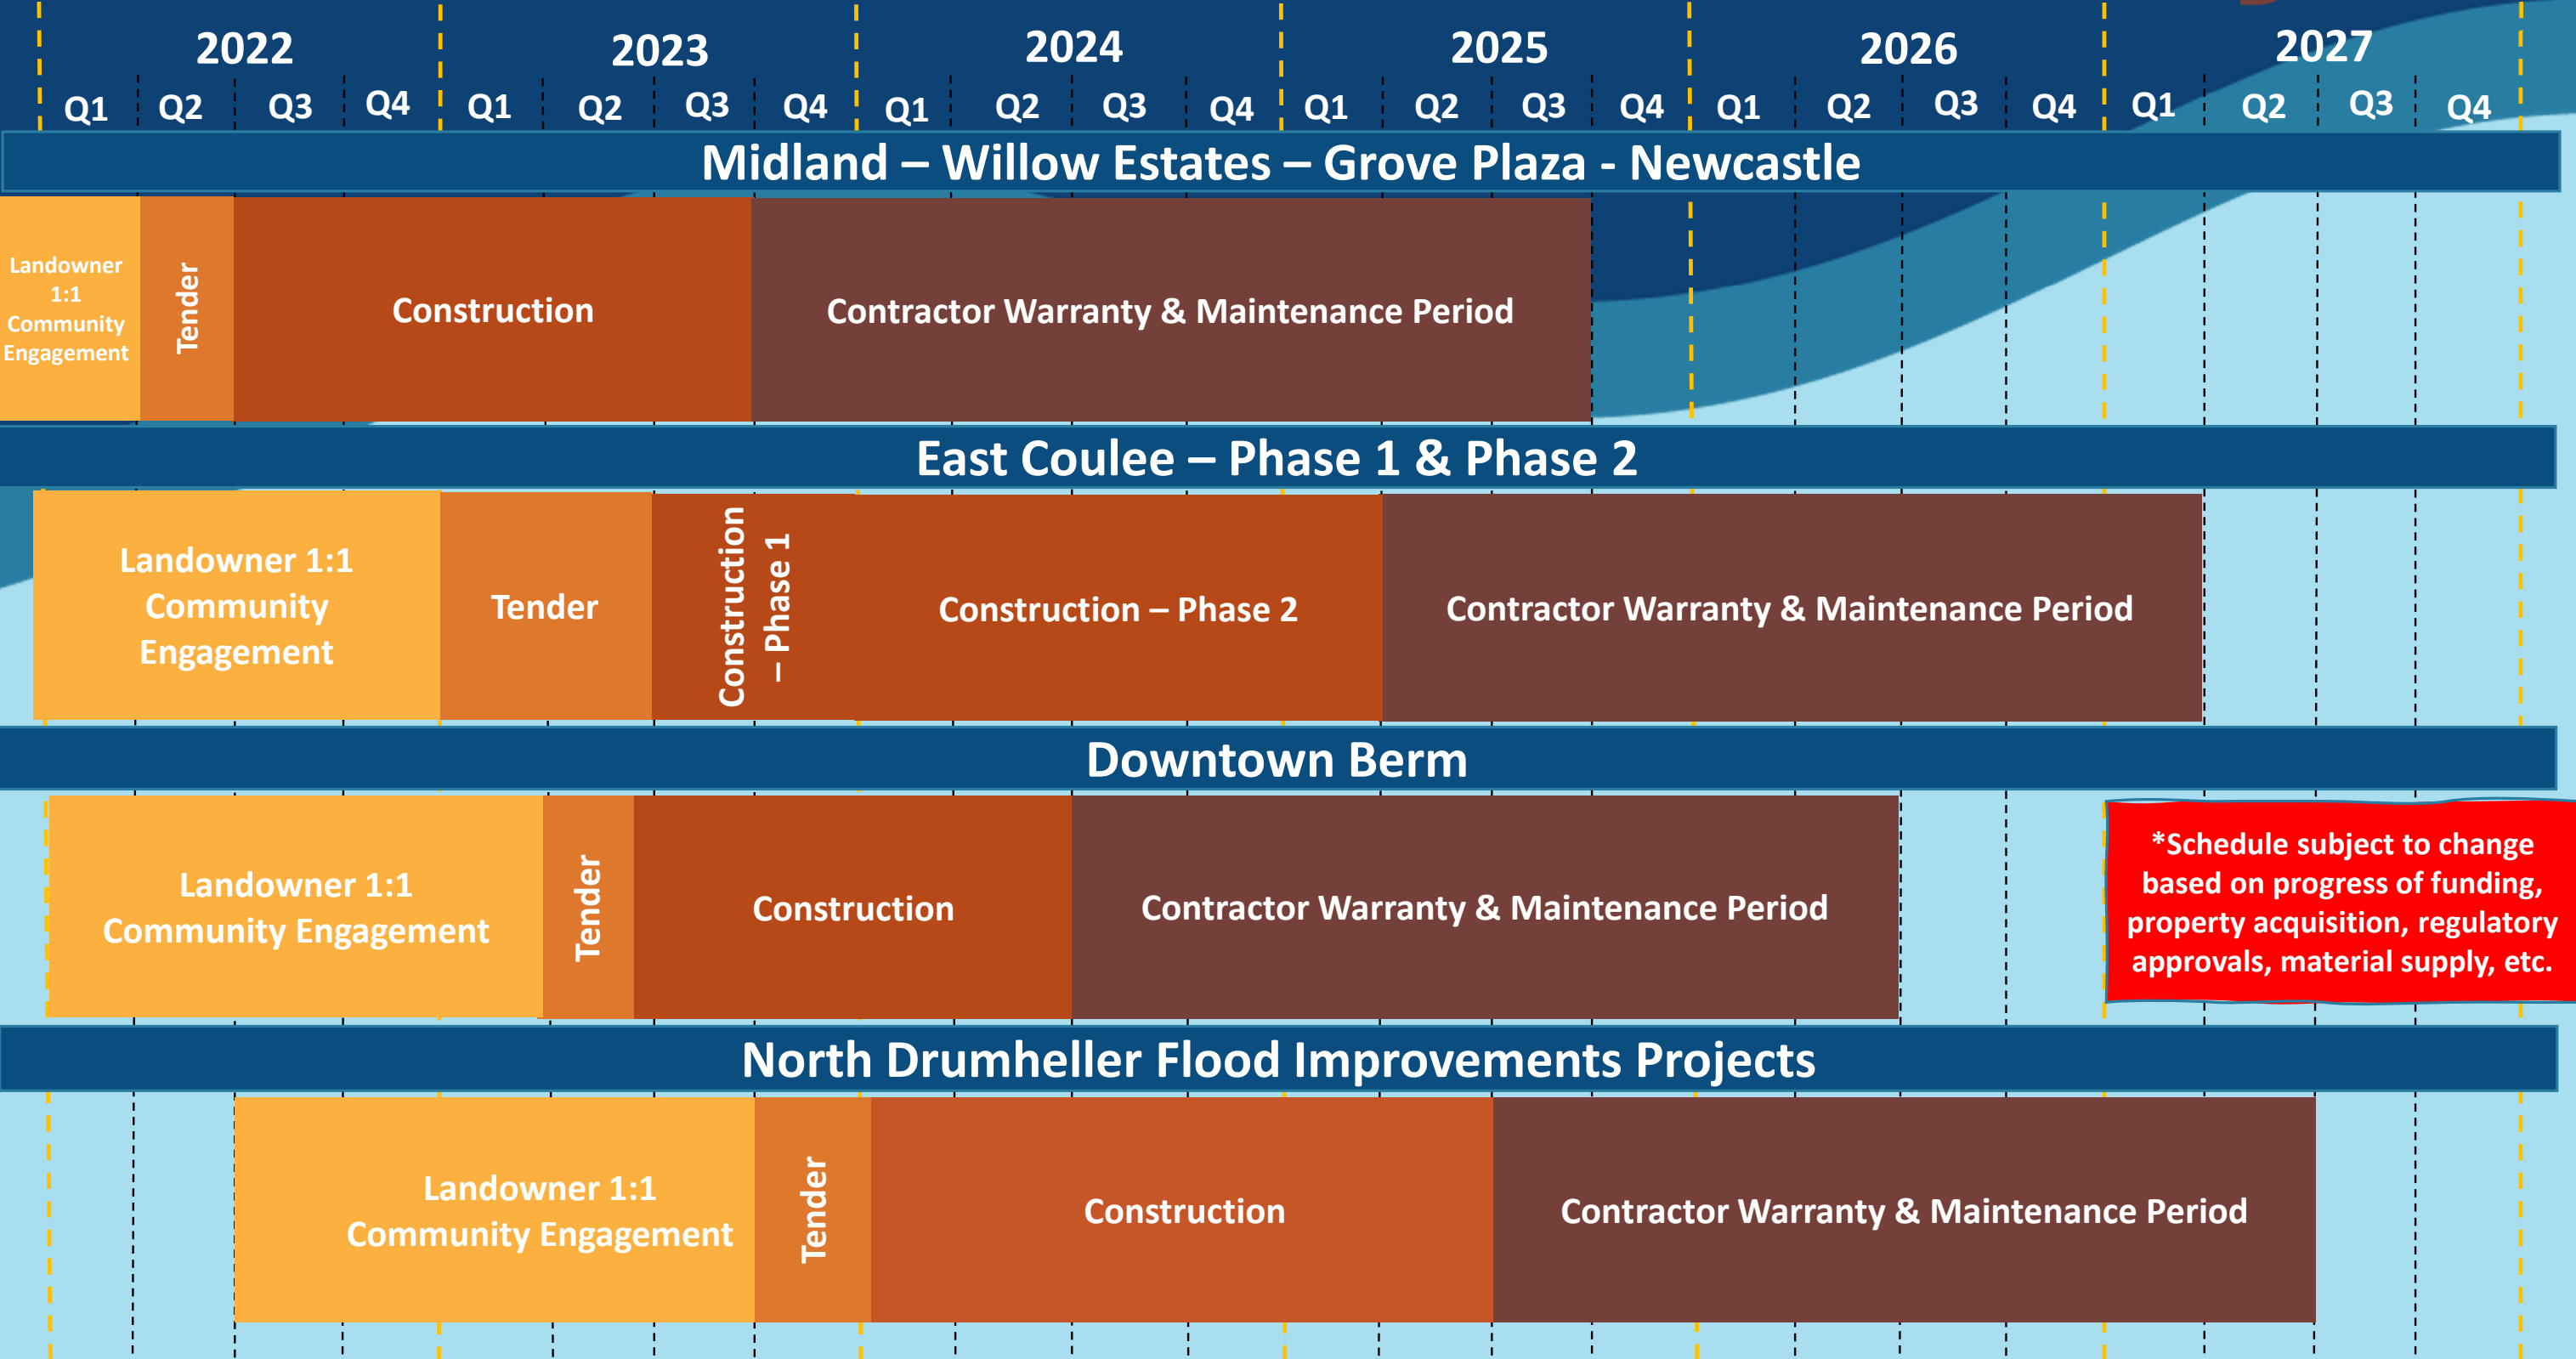 2022 2023 2024 2025 2026 2027
Q1 Q2 Q3 Q4 Q1 Q2 Q3 Q4 Q1 Q2 Q3 Q4 Q1 Q2 Q3 Q4 Q1 Q2 Q3 Q4 Q1 Q2 Q3 Q4
Midland – Willow Estates – Grove Plaza - Newcastle
Landowner
1:1
Community
Engagement
Tender
Construction
Contractor Warranty & Maintenance Period
East Coulee – Phase 1 & Phase 2
Landowner 1:1
Community
Engagement
Tender
Construction
– Phase 1
Construction – Phase 2
Contractor Warranty & Maintenance Period
Downtown Berm
Landowner 1:1
Community Engagement
Tender
Construction
Contractor Warranty & Maintenance Period
*Schedule subject to change
based on progress of funding,
property acquisition, regulatory
approvals, material supply, etc.
North Drumheller Flood Improvements Projects
Landowner 1:1
Community Engagement
Tender
Construction
Contractor Warranty & Maintenance Period